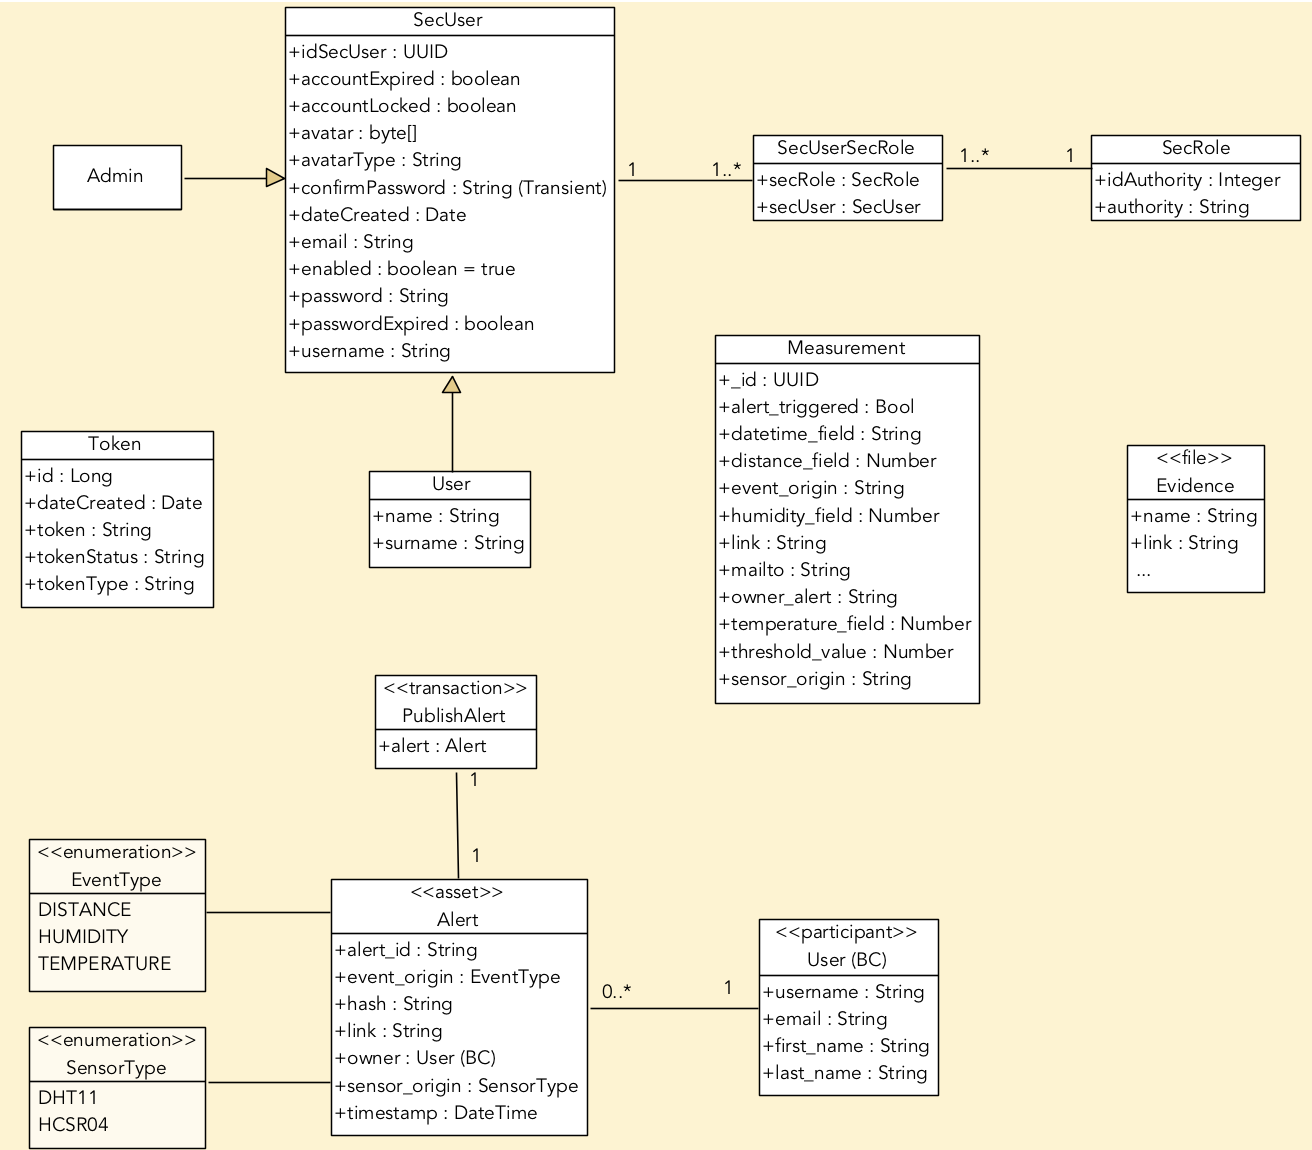 SecUser
+idSecUser : UUID
+accountExpired : boolean
+accountLocked : boolean
+avatar : byte[]
+avatarType : String
+confirmPassword : String (Transient)
+dateCreated : Date
+email : String
+enabled : boolean = true
+password : String
+passwordExpired : boolean
+username : String
Admin
1
1..*
SecUserSecRole
+secRole : SecRole
+secUser : SecUser
1..*
1
SecRole
+idAuthority : Integer
+authority : String
Token
+id : Long
+dateCreated : Date
+token : String
+tokenStatus : String
+tokenType : String
User
+name : String
+surname : String
Measurement
+_id : UUID
+alert_triggered : Bool
+datetime_field : String
+distance_field : Number
+event_origin : String
+humidity_field : Number
+link : String
+mailto : String
+owner_alert : String
+temperature_field : Number
+threshold_value : Number
+sensor_origin : String
<<file>>
Evidence
+name : String
+link : String
...
<<transaction>>
PublishAlert
+alert : Alert
1
1
<<enumeration>>
EventType
DISTANCE
HUMIDITY
TEMPERATURE
<<enumeration>>
SensorType
DHT11
HCSR04
<<asset>>
Alert
+alert_id : String
+event_origin : EventType
+hash : String
+link : String
+owner : User (BC)
+sensor_origin : SensorType
+timestamp : DateTime
0..*
1
<<participant>>
User (BC)
+username : String
+email : String
+first_name : String
+last_name : String